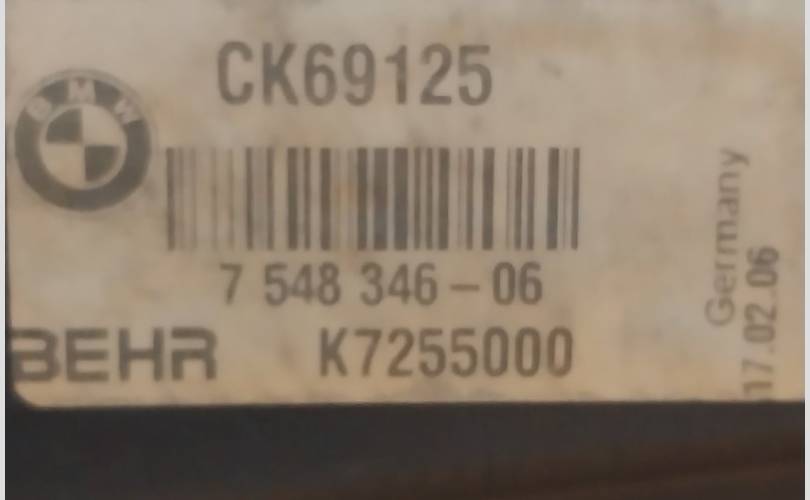 CK69125
BMW
7 548 346-06
BEHR K7255000
Germany
17.02.06